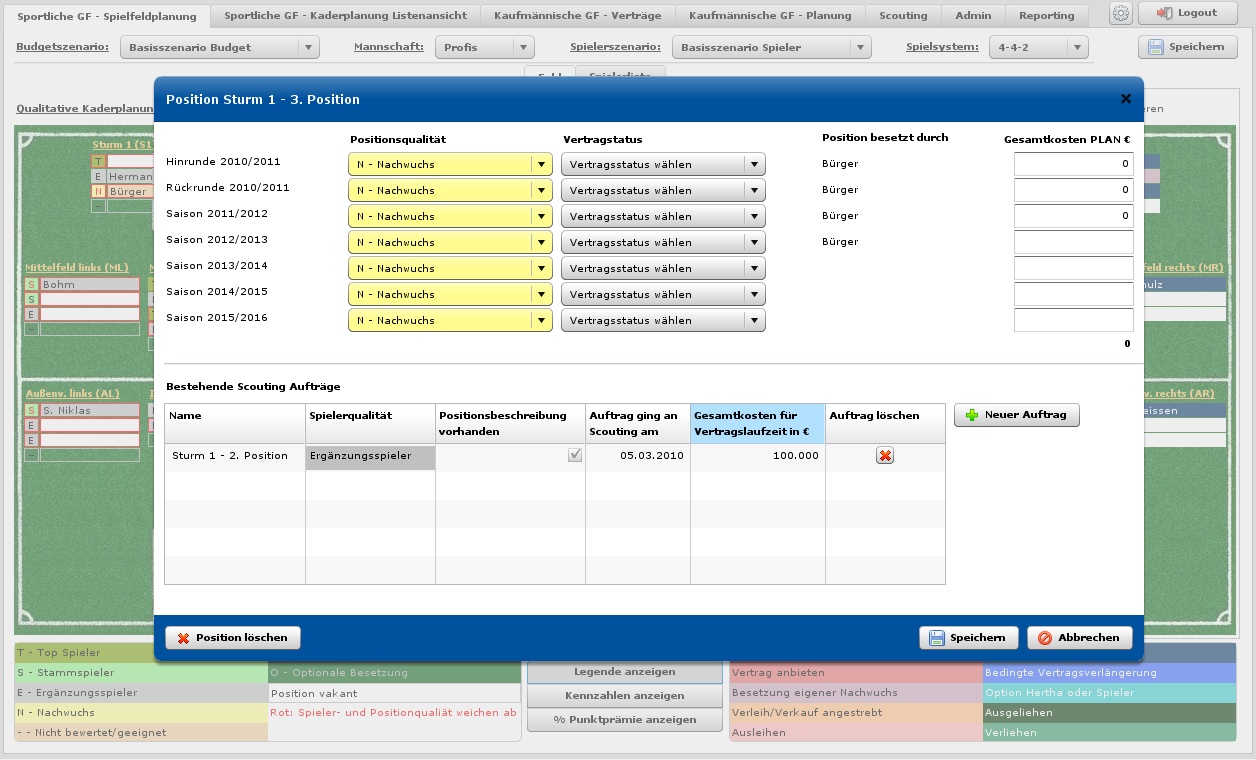 Sportliche GF - Spielfeldplanung Sportliche GF - Kaderplanung Listenansicht Kaufmännische GF - Verträge Kaufmännische GF - Planung Scouting Admin Reporting Logout
Budgetszenario: Basisszenario Budget Mannschaft: Profis Spielerszenario: Basisszenario Spieler Spielsystem: 4-4-2 Speichern
Position Sturm 1 - 3. Position
Qualitative Kaderplanun
Positionsqualität Vertragstatus Position besetzt durch Gesamtkosten PLAN €
Hinrunde 2010/2011 N - Nachwuchs Vertragsstatus wählen Bürger 0
Rückrunde 2010/2011 N - Nachwuchs Vertragsstatus wählen Bürger 0
Saison 2011/2012 N - Nachwuchs Vertragsstatus wählen Bürger 0
Saison 2012/2013 N - Nachwuchs Vertragsstatus wählen Bürger
Saison 2013/2014 N - Nachwuchs Vertragsstatus wählen
Saison 2014/2015 N - Nachwuchs Vertragsstatus wählen
Saison 2015/2016 N - Nachwuchs Vertragsstatus wählen
0
Sturm 1 (S1
T
E Herman
N Bürger
-
Mittelfeld links (ML)
S Bohm
S
E
-
feld rechts (MR)
ulz
Außenv. links (AL)
S S. Niklas
E
E
-
v. rechts (AR)
eissen
Bestehende Scouting Aufträge
Name Spielerqualität Positionsbeschreibung vorhanden Auftrag ging an Scouting am Gesamtkosten für Vertragslaufzeit in € Auftrag löschen
Neuer Auftrag
Sturm 1 - 2. Position Ergänzungsspieler 05.03.2010 100.000
Position löschen Speichern Abbrechen
T - Top Spieler
S - Stammspieler O - Optionale Besetzung Legende anzeigen Vertrag anbieten Bedingte Vertragsverlängerung
E - Ergänzungsspieler Position vakant Kennzahlen anzeigen Besetzung eigener Nachwuchs Option Hertha oder Spieler
N - Nachwuchs Rot: Spieler- und Positionqualiät weichen ab % Punktprämie anzeigen Verleih/Verkauf angestrebt Ausgeliehen
- - Nicht bewertet/geeignet Ausleihen Verliehen